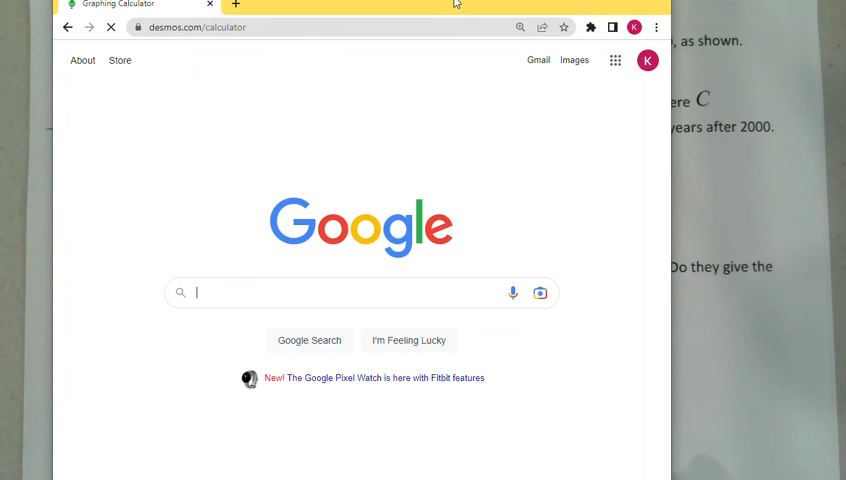 Graphing Calculator
desmos.com/calculator
K
About Store
Gmail Images
K
Google
Google Search I'm Feeling Lucky
New! The Google Pixel Watch is here with Fitbit features
, as shown.
ere C
years after 2000.
Do they give the